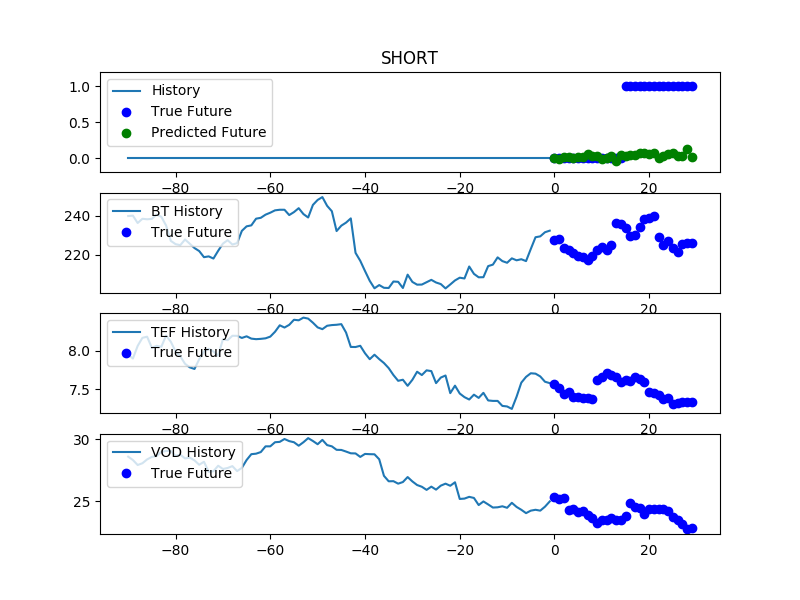 SHORT
1.0
0.5
0.0
History
True Future
Predicted Future
−80 −60 −40 −20 0 20
240
220
BT History
True Future
−80 −60 −40 −20 0 20
8.0
7.5
TEF History
True Future
−80 −60 −40 −20 0 20
30
25
VOD History
True Future
−80 −60 −40 −20 0 20